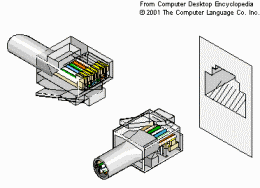 From Computer Desktop Encyclopedia
© 2001 The Computer Language Co. Inc.